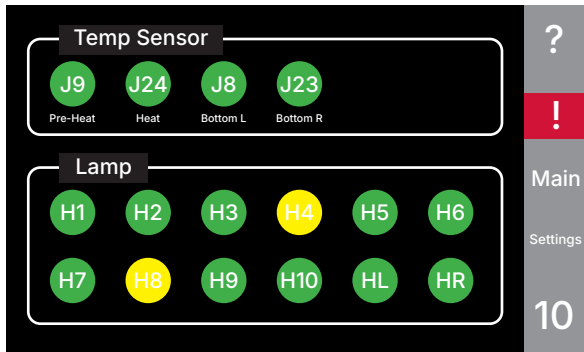 Temp Sensor
J9 J24 J8 J23
Pre-Heat Heat Bottom L Bottom R
Lamp
H1 H2 H3 H4 H5 H6
H7 H8 H9 H10 HL HR
?
!
Main
Settings
10